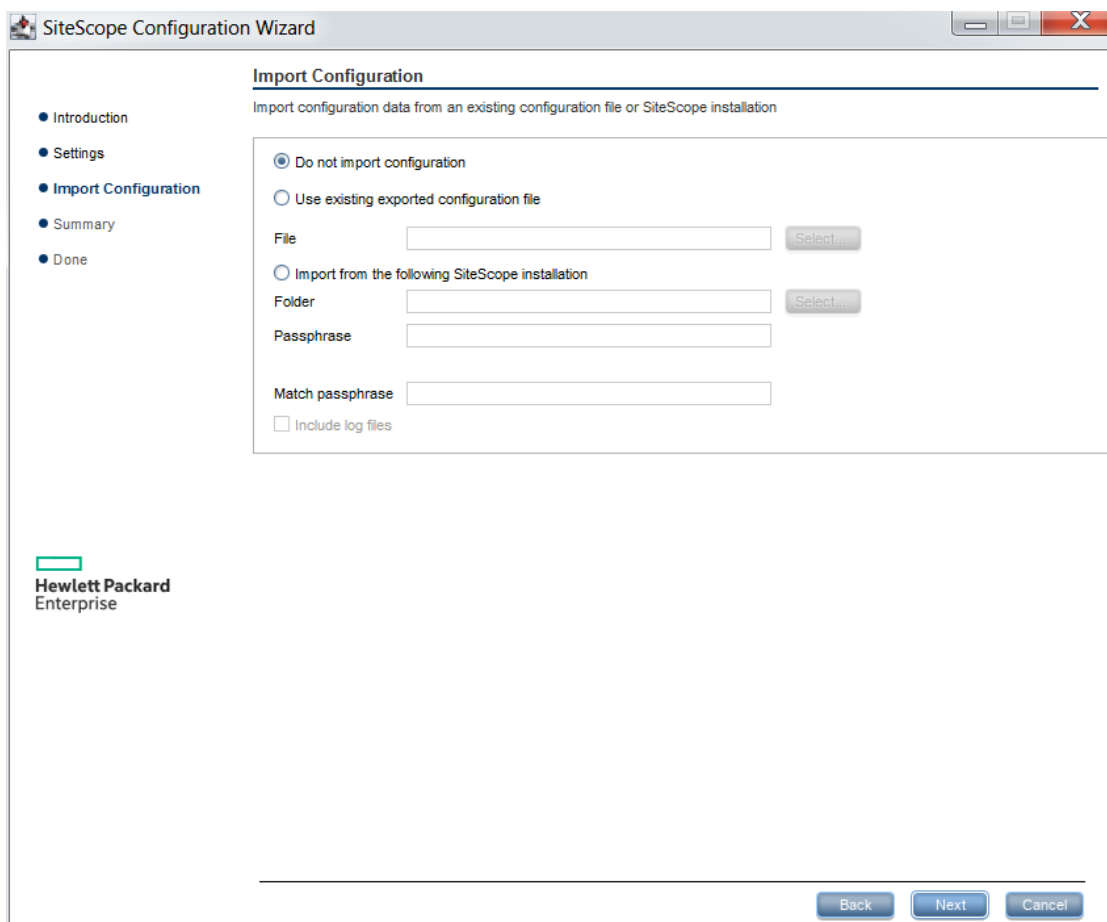 SiteScope Configuration Wizard
Import Configuration
Import configuration data from an existing configuration file or SiteScope installation
Introduction
Settings
Import Configuration
Summary
Done
Do not import configuration
Use existing exported configuration file
File
Select ...
Import from the following SiteScope installation
Folder
Select ...
Passphrase
Match passphrase
Include log files
Hewlett Packard
Enterprise
Back Next Cancel